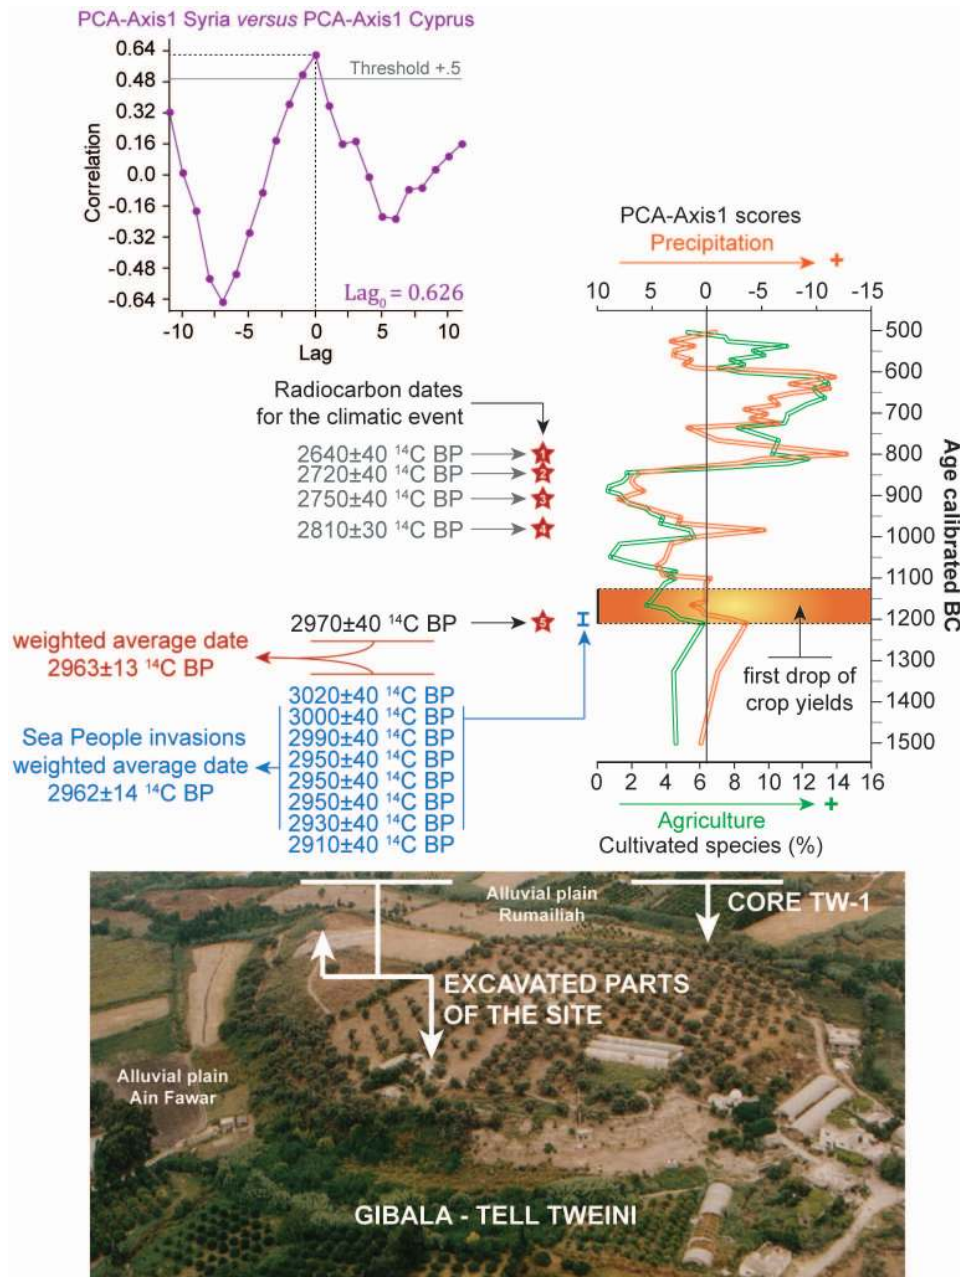 PCA-Axis1 Syria versus PCA-Axis1 Cyprus
0.64
0.48
0.32
0.16
0.0
-0.16
-0.32
-0.48
-0.64
Correlation
Threshold +.5
Lag₀ = 0.626
-10 -5 0 5 10
Lag
PCA-Axis1 scores
Precipitation
+
10 5 0 -5 -10 -15
500
600
700
800
900
1000
1100
1200
1300
1400
1500
Age calibrated BC
Radiocarbon dates
for the climatic event
2640±40 ¹⁴C BP 1
2720±40 ¹⁴C BP 2
2750±40 ¹⁴C BP 3
2810±30 ¹⁴C BP 4
2970±40 ¹⁴C BP 5
weighted average date
2963±13 ¹⁴C BP
3020±40 ¹⁴C BP
3000±40 ¹⁴C BP
2990±40 ¹⁴C BP
2950±40 ¹⁴C BP
2950±40 ¹⁴C BP
2950±40 ¹⁴C BP
2930±40 ¹⁴C BP
2910±40 ¹⁴C BP
Sea People invasions
weighted average date
2962±14 ¹⁴C BP
first drop of
crop yields
0 2 4 6 8 10 12 14 16
+
Agriculture
Cultivated species (%)
Alluvial plain
Rumailiah
CORE TW-1
EXCAVATED PARTS
OF THE SITE
Alluvial plain
Ain Fawar
GIBALA - TELL TWEINI